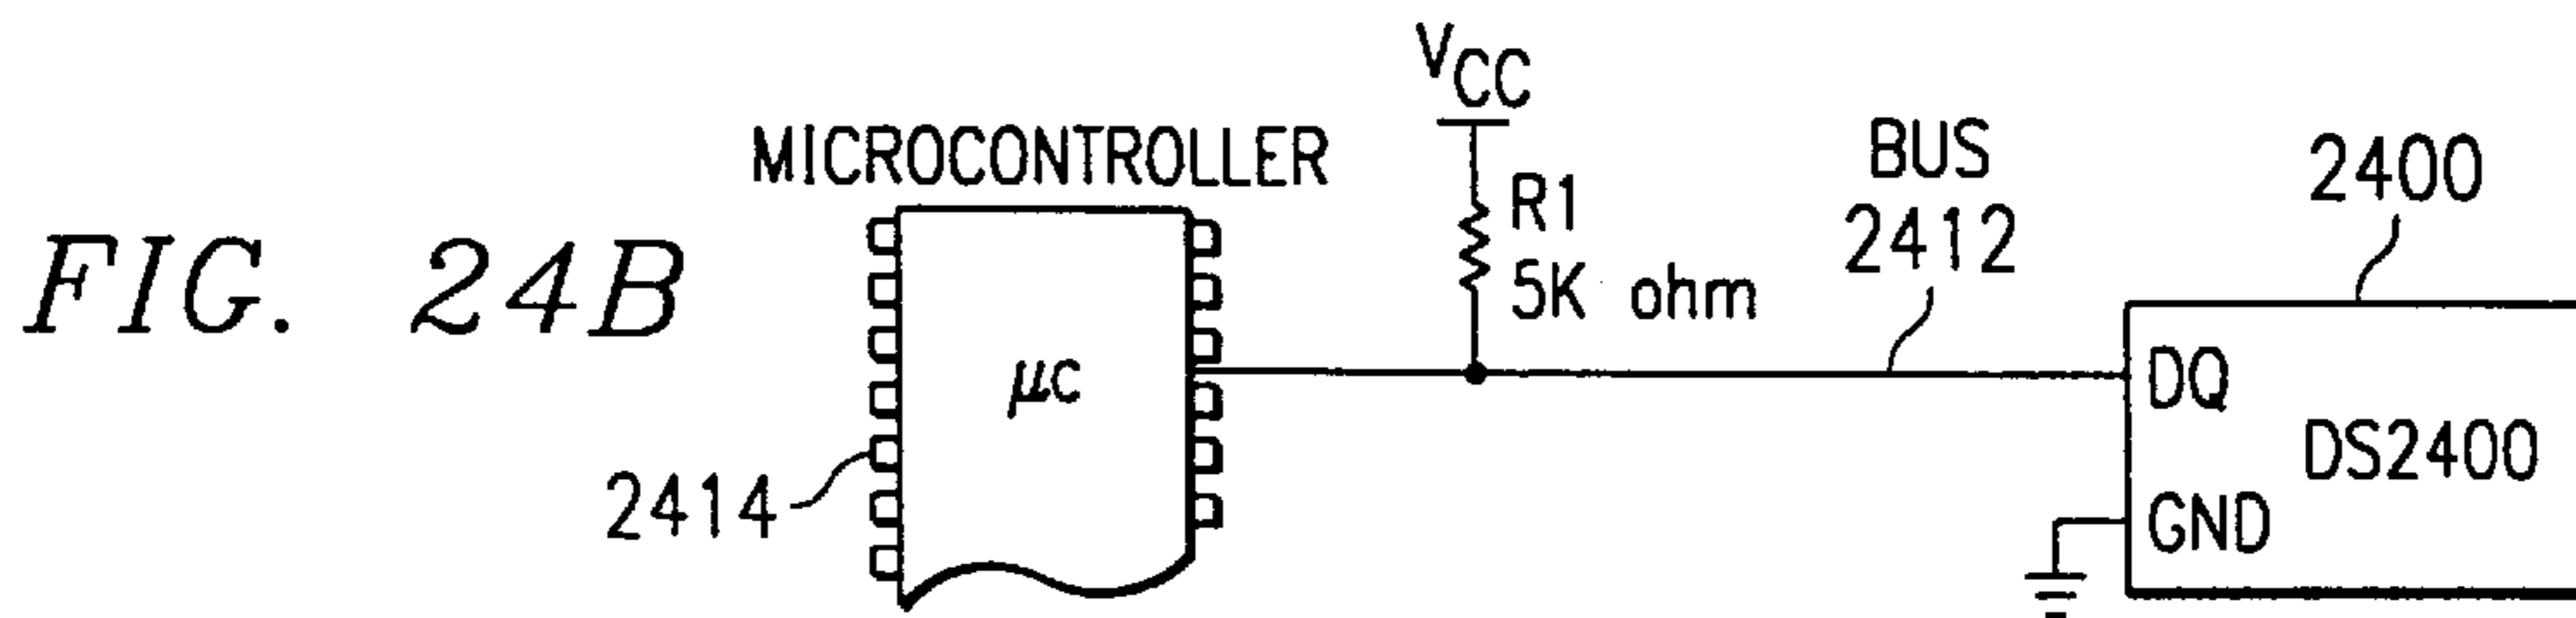 FIG. 24B
MICROCONTROLLER
µc
2414
VCC
R1
5K ohm
BUS
2412
2400
DQ
DS2400
GND